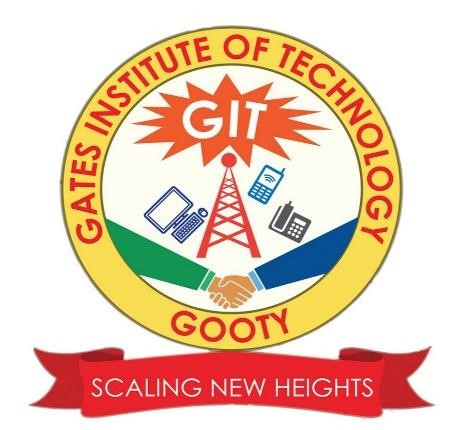 GATES INSTITUTE OF TECHNOLOGY
GIT
GOOTY
SCALING NEW HEIGHTS